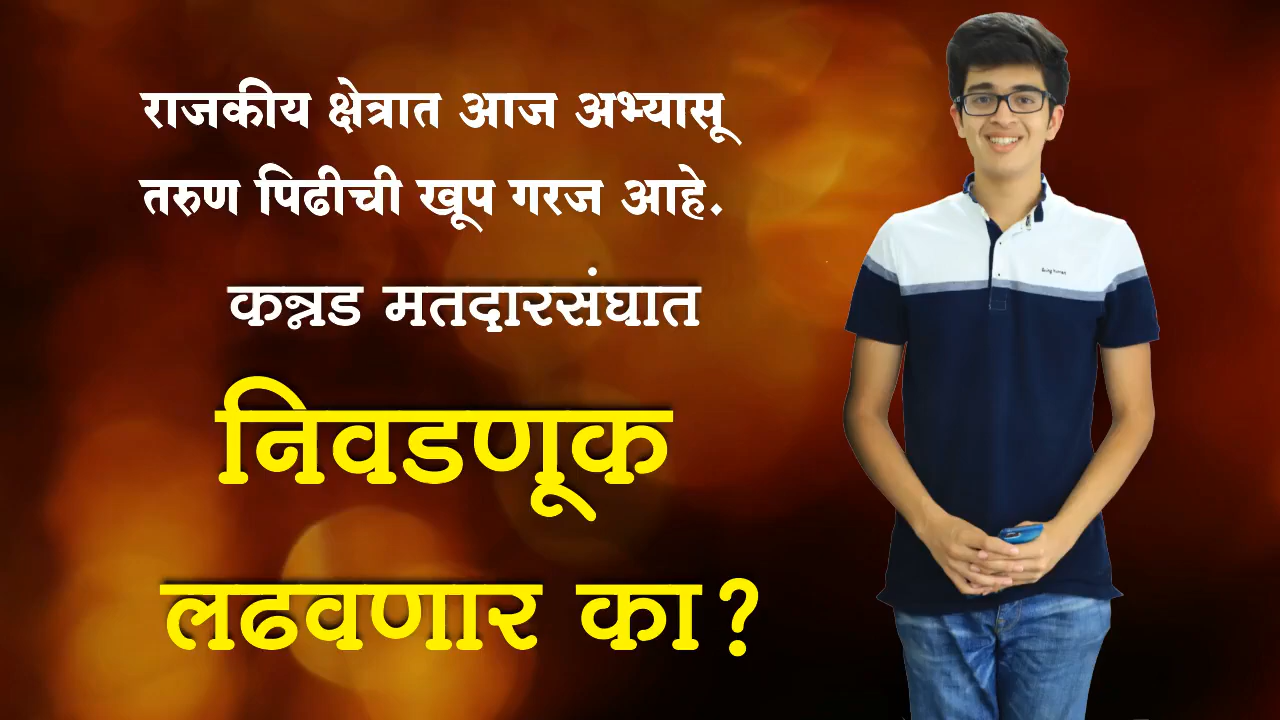 राजकीय क्षेत्रात आज अभ्यासू
तरुण पिढीची खूप गरज आहे.
कन्नड मतदारसंघात
निवडणूक
लढवणार का?